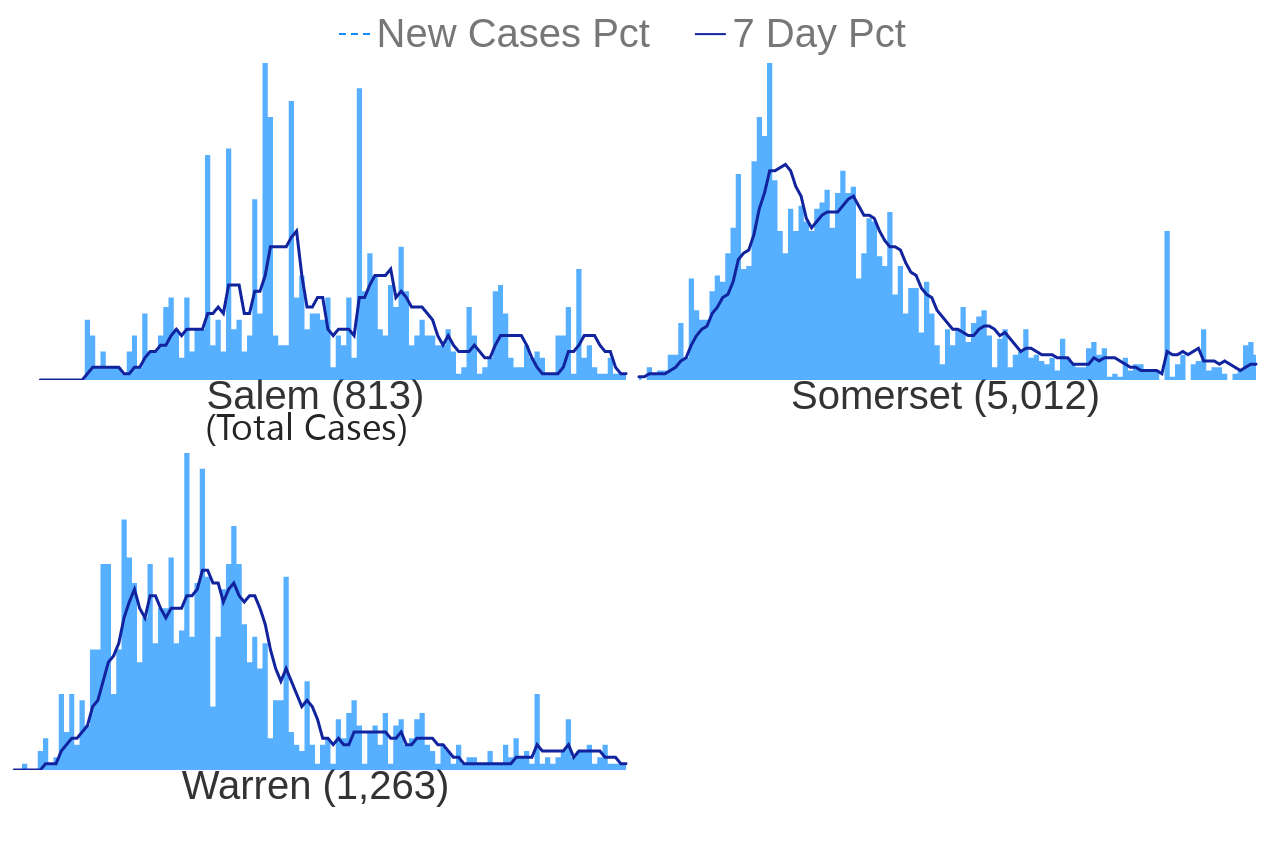 New Cases Pct 7 Day Pct
Salem (813)
(Total Cases)
Somerset (5,012)
Warren (1,263)